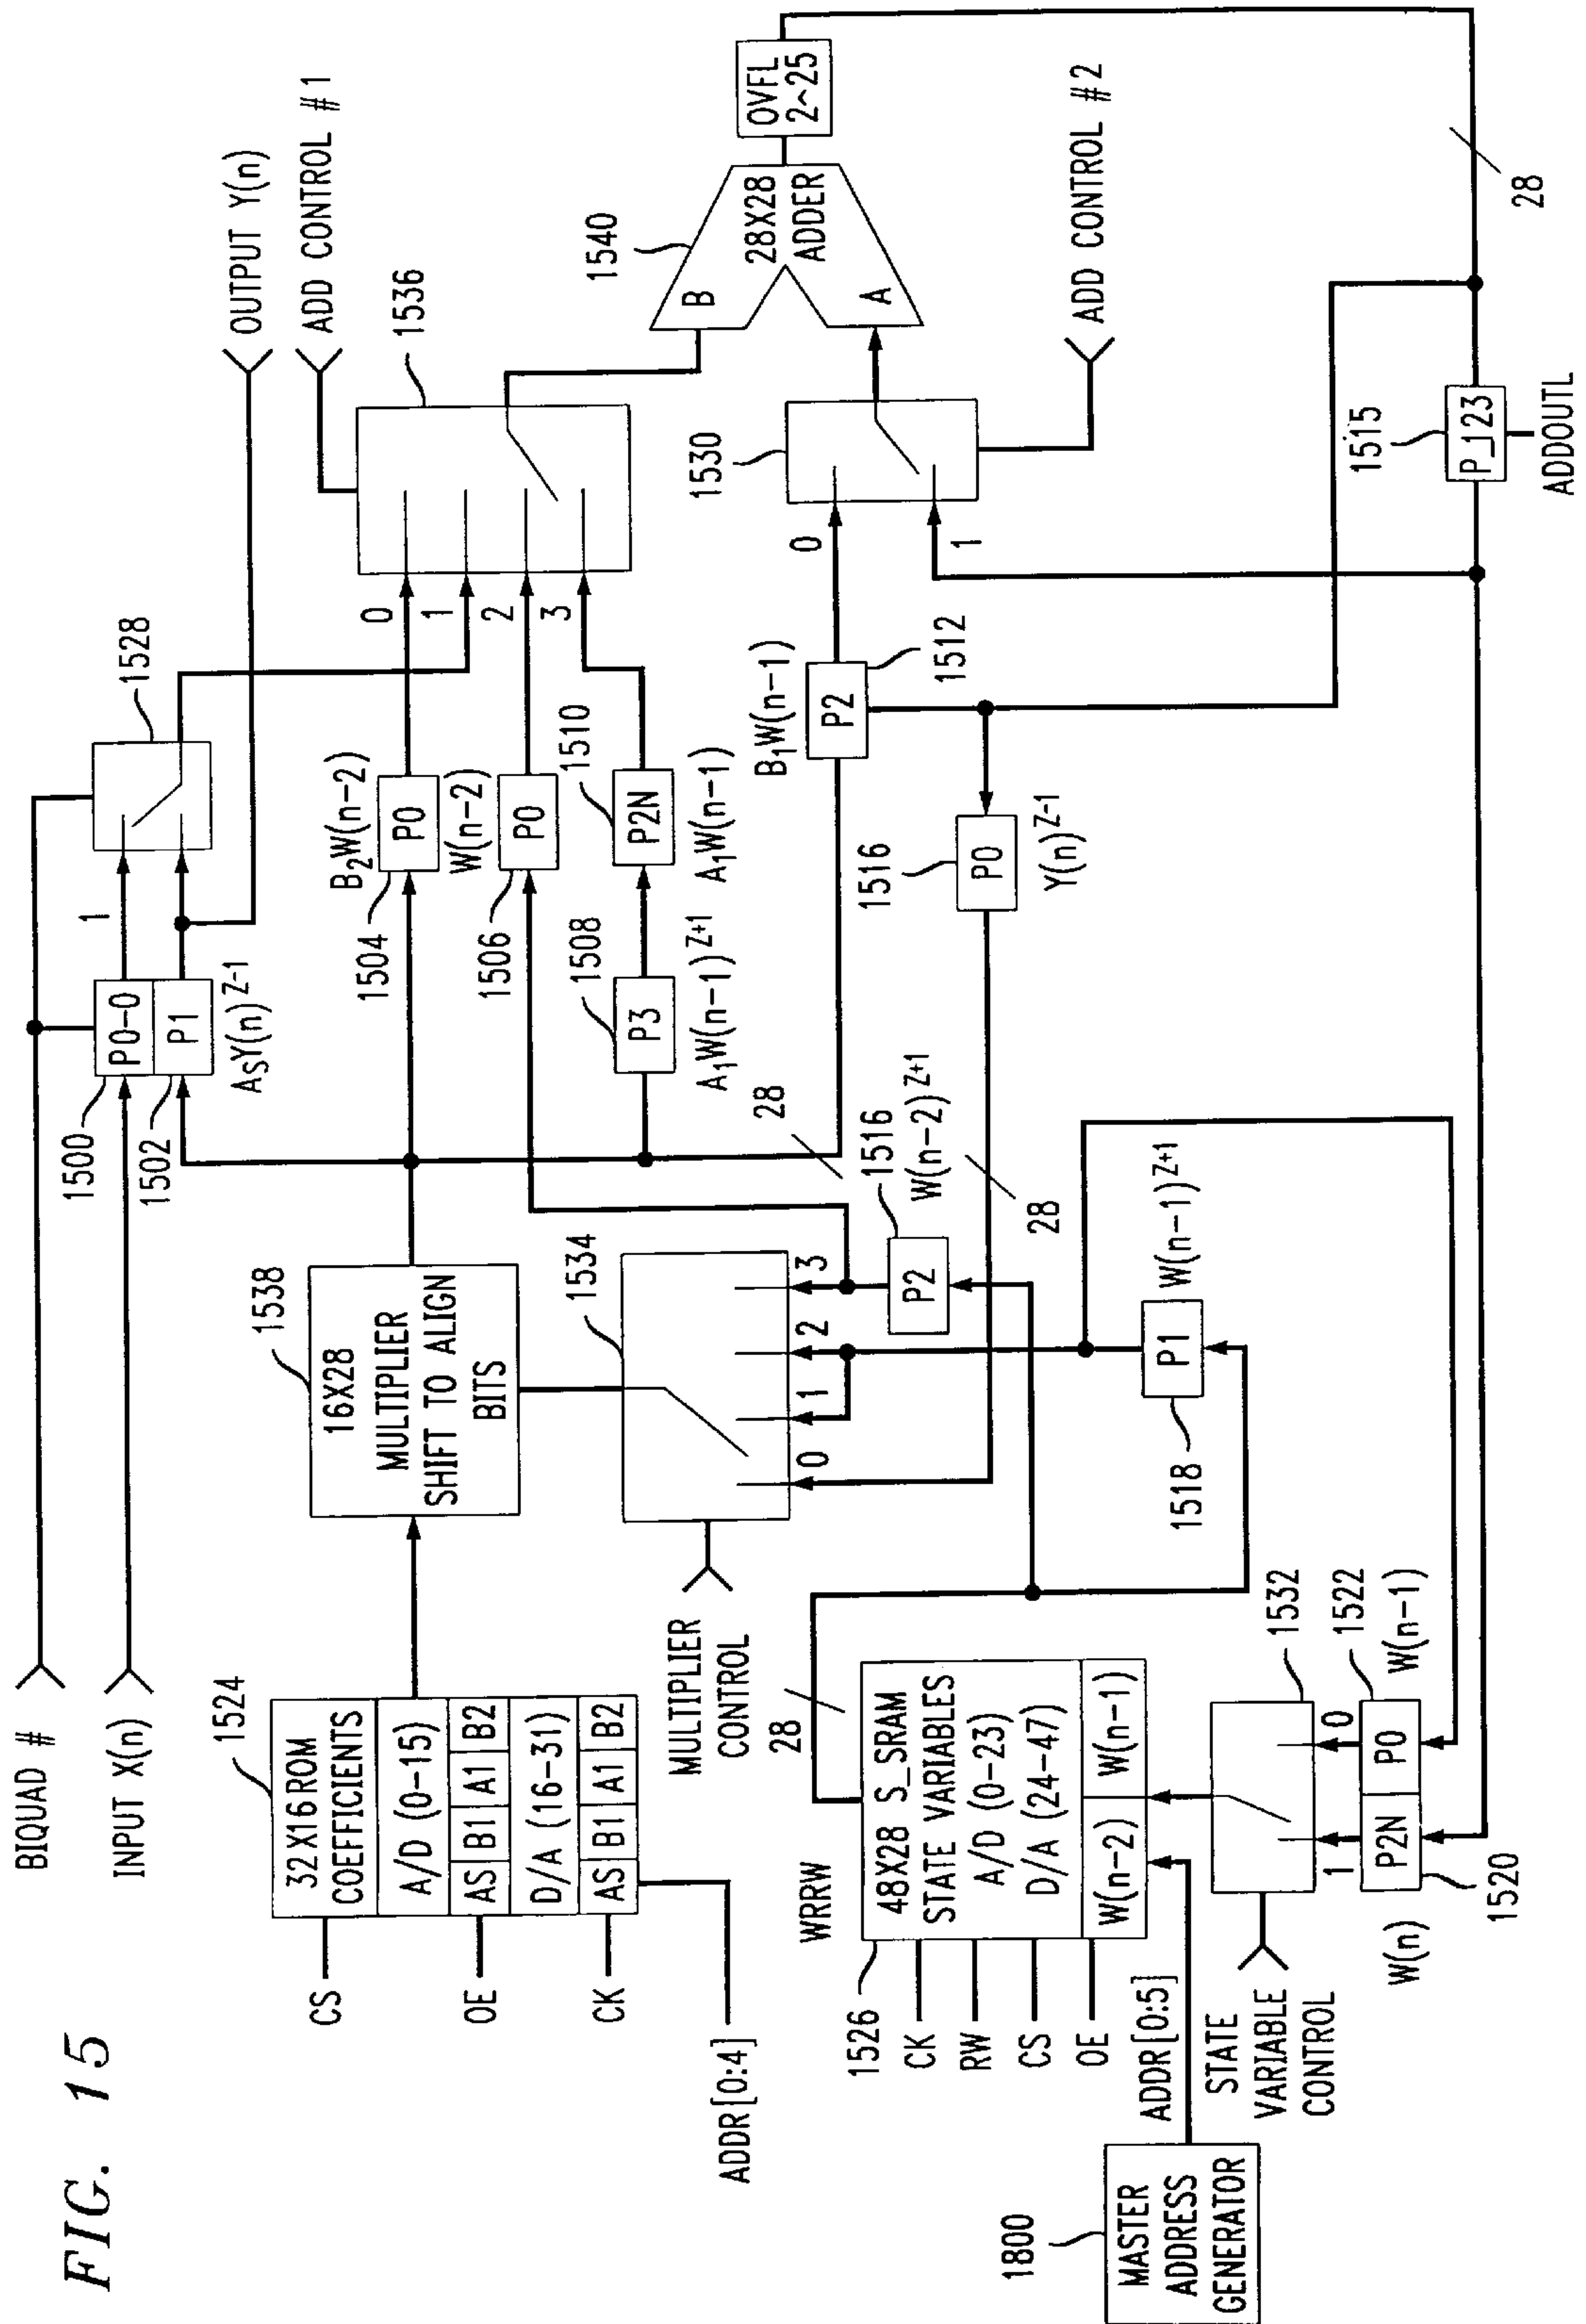 FIG. 15
BIQUAD #
INPUT X(n)
1524
32X16 ROM
COEFFICIENTS
A/D (0-15)
AS B1 A1 B2
D/A (16-31)
AS B1 A1 B2
CS
OE
CK
ADDR[0:4]
1538
16X28
MULTIPLIER
SHIFT TO ALIGN
BITS
1534
0 1 2 3
MULTIPLIER
CONTROL
1500
P0-0
1
1502
P1
AsY(n)Z-1
1528
OUTPUT Y(n)
ADD CONTROL #1
B2W(n-2)
1504
P0
W(n-2)
1506
P0
1508
P3
A1W(n-1)Z+1
1510
P2N
A1W(n-1)
0
1
2
3
1536
1540
B
28X28
ADDER
A
OVFL
2^25
28
ADD CONTROL #2
1530
0
1
B1W(n-1)
P2
1512
1516
P0
Y(n)Z-1
1515
P_123
ADDOUTL
28
1516
P2
W(n-2)Z+1
28
1518
P1
W(n-1)Z+1
28
WRRW
1526
48X28 S_SRAM
STATE VARIABLES
A/D (0-23)
D/A (24-47)
W(n-2) W(n-1)
CK
RW
CS
OE
ADDR[0:5]
1800
MASTER
ADDRESS
GENERATOR
STATE
VARIABLE
CONTROL
1532
1 0
P2N P0
1522
W(n-1)
W(n)
1520